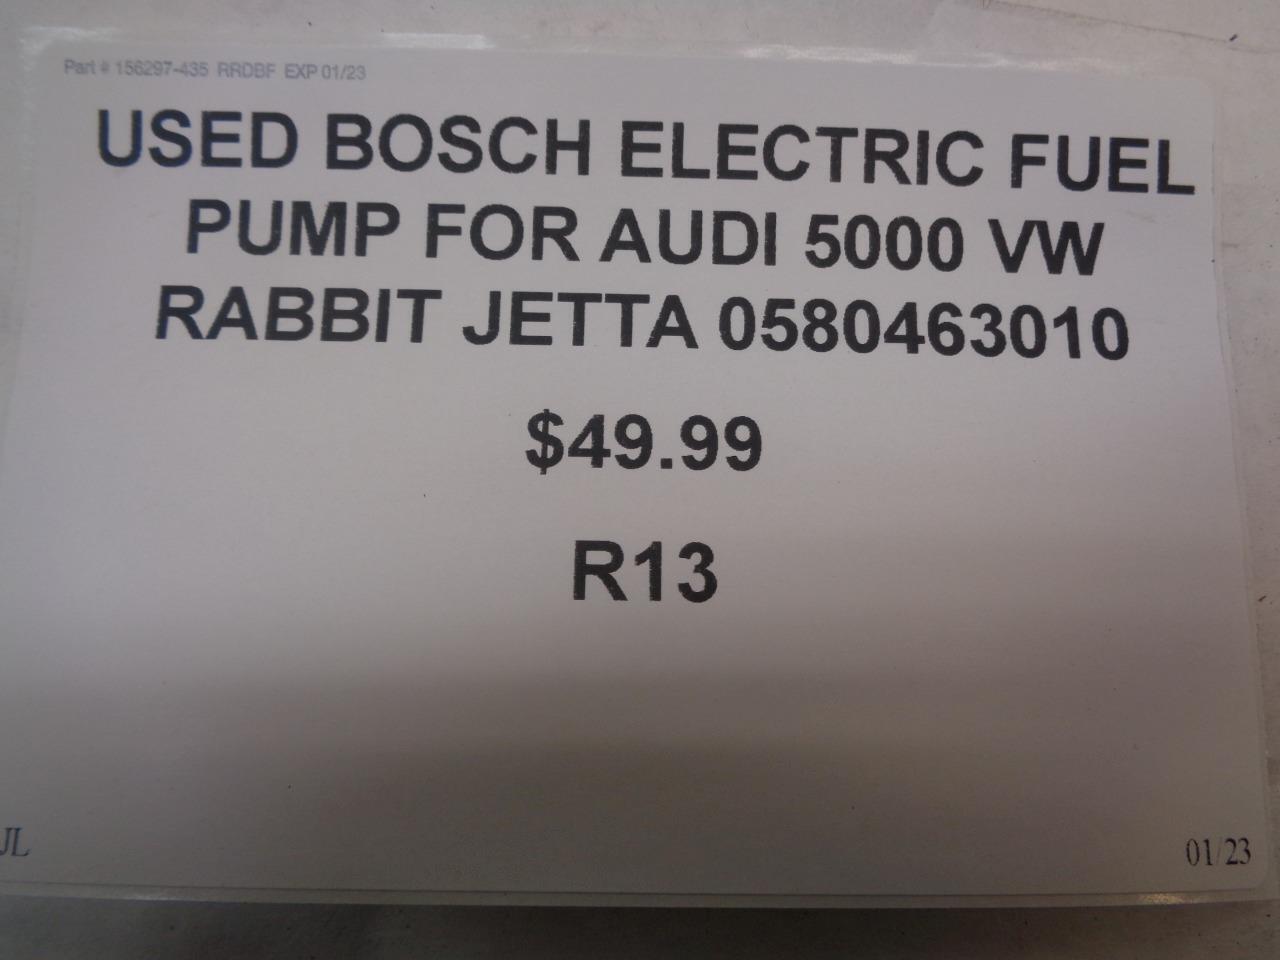 Part # 156297-435 RRDBF EXP 01/23
USED BOSCH ELECTRIC FUEL
PUMP FOR AUDI 5000 VW
RABBIT JETTA 0580463010
$49.99
R13
JL
01/23